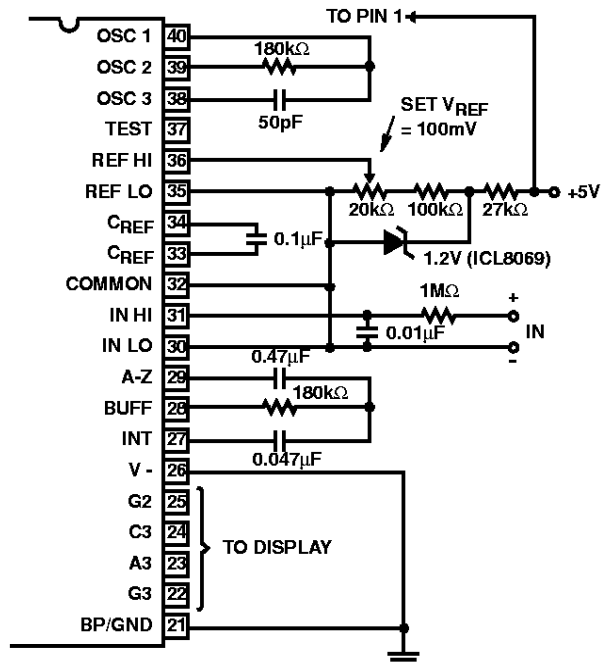 TO PIN 1
OSC 1 40
180kΩ
OSC 2 39
OSC 3 38
50pF
SET VREF
= 100mV
TEST 37
REF HI 36
REF LO 35
20kΩ 100kΩ 27kΩ
+5V
CREF 34
0.1μF
CREF 33
1.2V (ICL8069)
COMMON 32
1MΩ
IN HI 31
+
0.01μF
IN
IN LO 30
-
0.47μF
A-Z 29
180kΩ
BUFF 28
INT 27
0.047μF
V - 26
G2 25
C3 24
TO DISPLAY
A3 23
G3 22
BP/GND 21